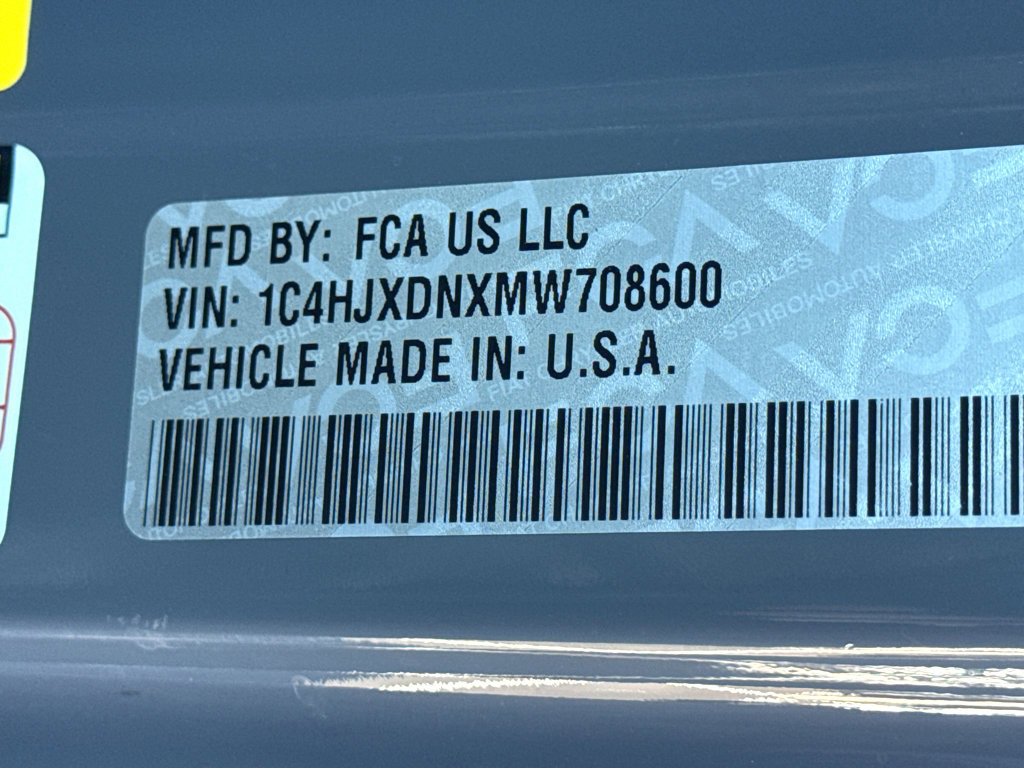 MFD BY: FCA US LLC
VIN: 1C4HJXDNXMW708600
VEHICLE MADE IN: U.S.A.